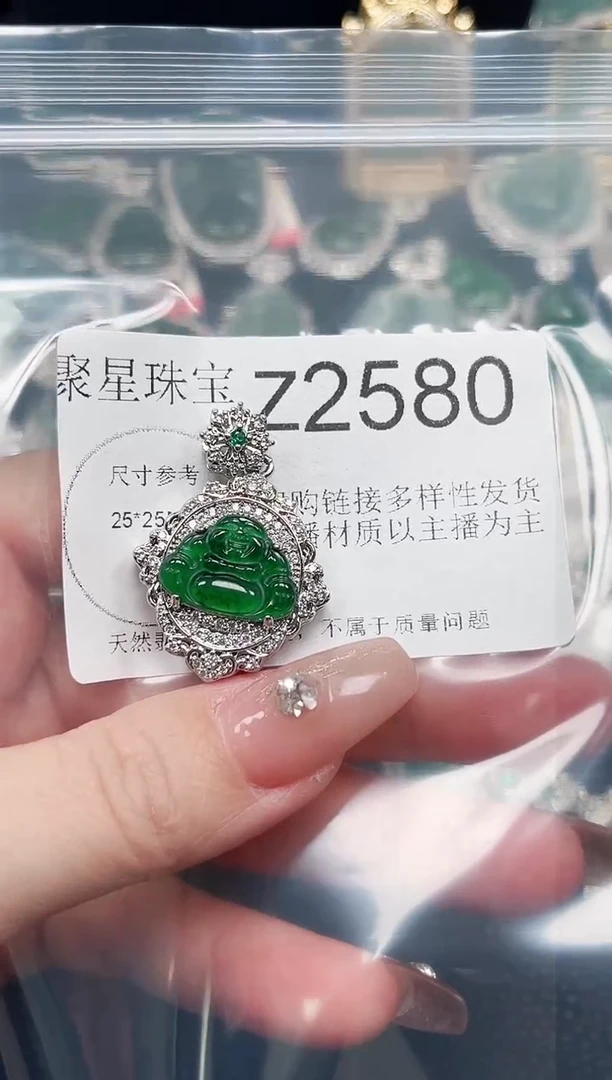 聚星珠宝 Z2580
尺寸参考
25*25
购链接多样性发货
材质以主播为主
天然 不属于质量问题